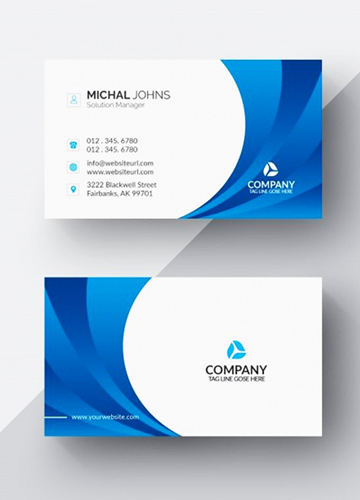 MICHAL JOHNS
Solution Manager
012 . 345. 6780
012 . 345. 6780
info@websiteurl.com
www.websiteurl.com
3222 Blackwell Street
Fairbanks, AK 99701
COMPANY
TAG LINE GOSE HERE
COMPANY
TAG LINE GOSE HERE
www.yourwebsite.com